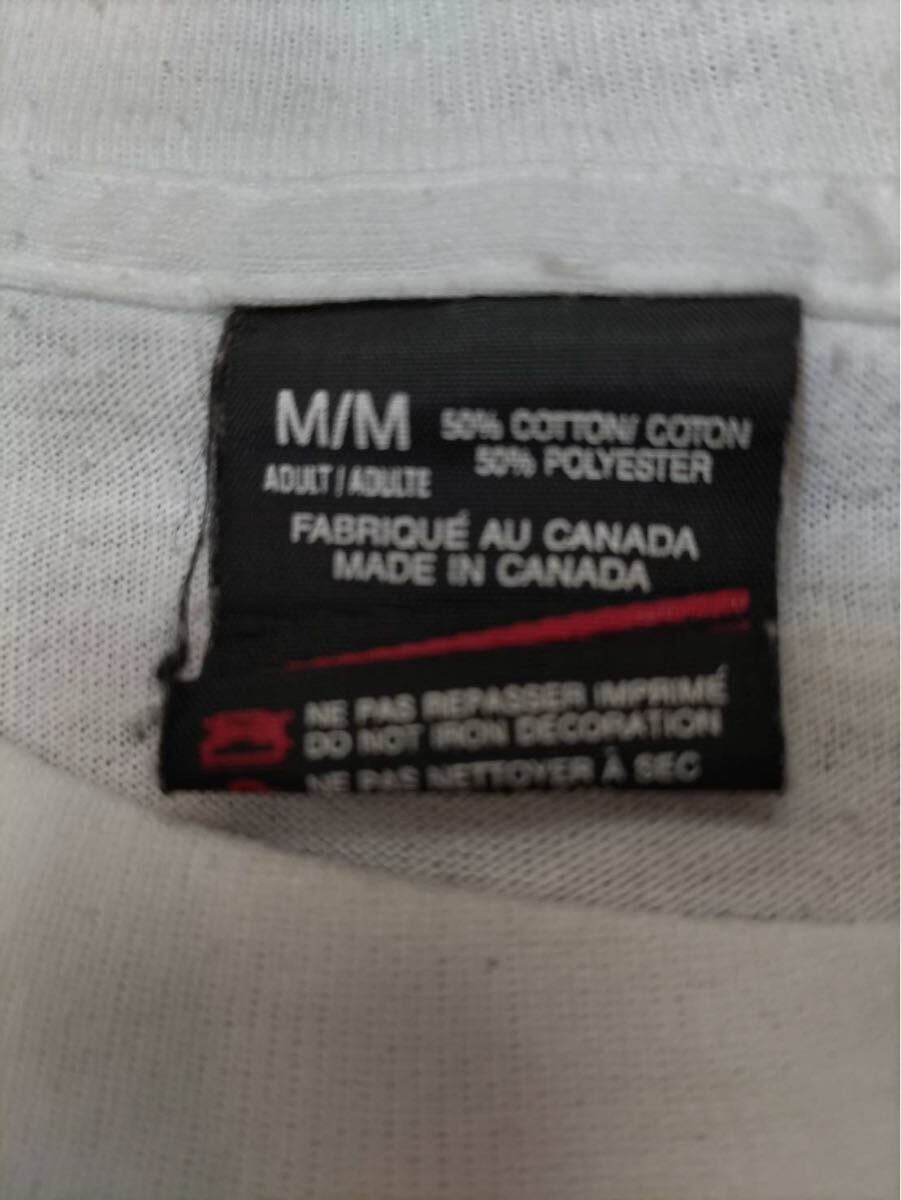 M/M 50% COTTON/ COTON
ADULT / ADULTE 50% POLYESTER
FABRIQUÉ AU CANADA
MADE IN CANADA
NE PAS REPASSER IMPRIMÉ
DO NOT IRON DECORATION
NE PAS NETTOYER À SEC